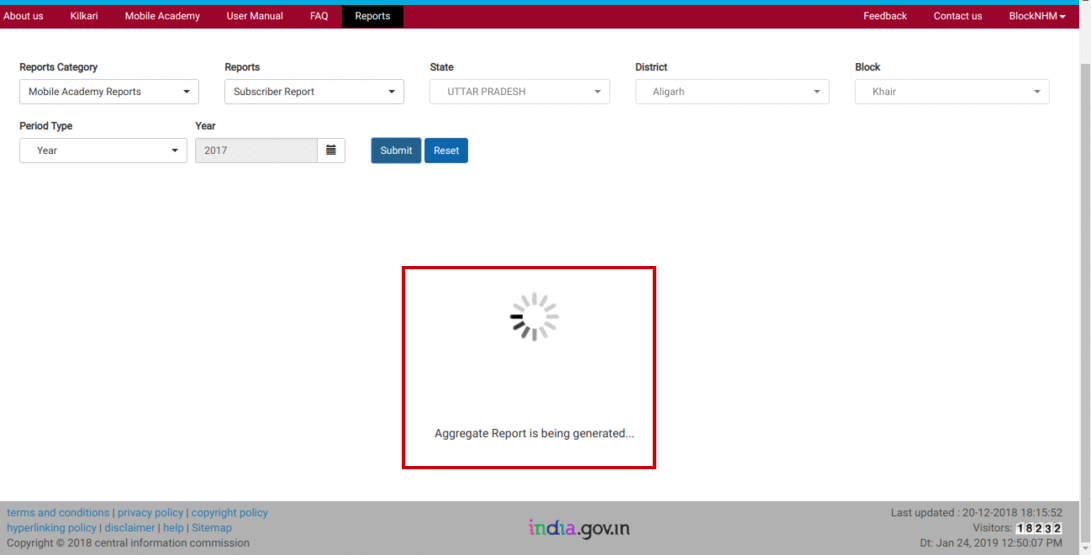 About us Kilkari Mobile Academy User Manual FAQ Reports Feedback Contact us BlockNHM
Reports Category Reports State District Block
Mobile Academy Reports Subscriber Report UTTAR PRADESH Aligarh Khair
Period Type Year
Year 2017 Submit Reset
Aggregate Report is being generated...
terms and conditions | privacy policy | copyright policy
hyperlinking policy | disclaimer | help | Sitemap
Copyright © 2018 central information commission
india.gov.in
Last updated : 20-12-2018 18:15:52
Visitors: 18232
Dt: Jan 24, 2019 12:50:07 PM